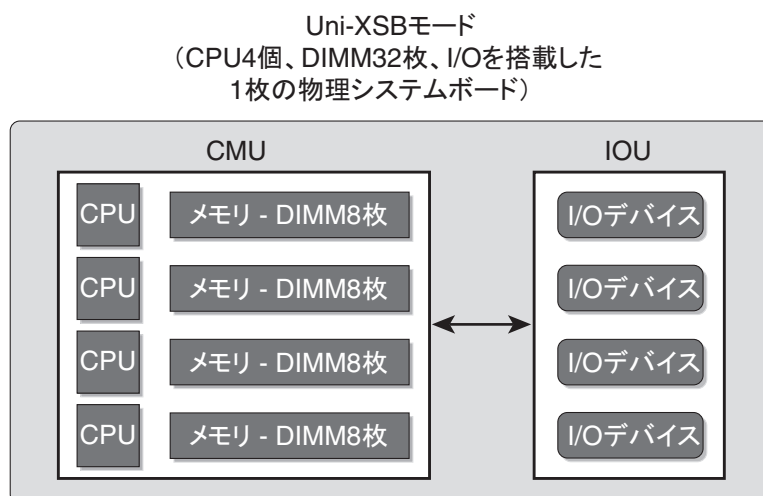 Uni-XSBモード
（CPU4個、DIMM32枚、I/Oを搭載した
1枚の物理システムボード）
CMU
IOU
CPU
メモリ - DIMM8枚
I/Oデバイス
CPU
メモリ - DIMM8枚
I/Oデバイス
CPU
メモリ - DIMM8枚
I/Oデバイス
CPU
メモリ - DIMM8枚
I/Oデバイス